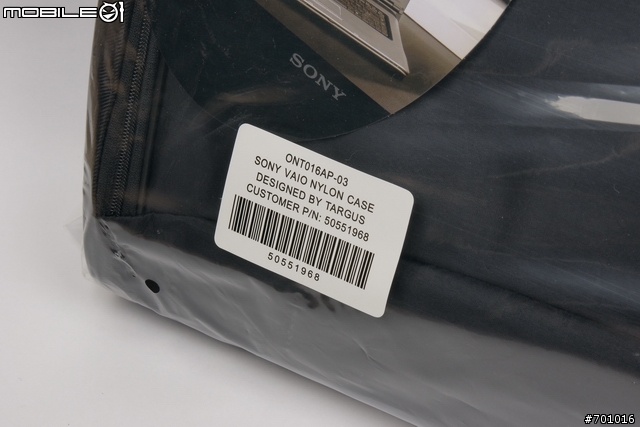 MOBILE01
SONY
ONT016AP-03
SONY VAIO NYLON CASE
DESIGNED BY TARGUS
CUSTOMER P/N: 50551968
50551968
#701016